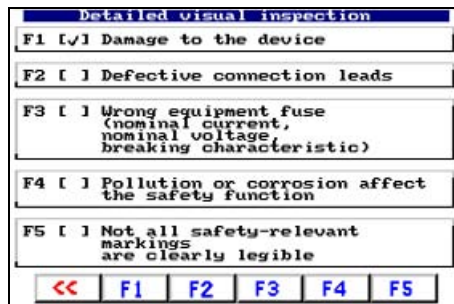 Detailed visual inspection
F1 [✓] Damage to the device
F2 [ ] Defective connection leads
F3 [ ] Wrong equipment fuse
(nominal current,
nominal voltage,
breaking characteristic)
F4 [ ] Pollution or corrosion affect
the safety function
F5 [ ] Not all safety-relevant
markings
are clearly legible
<< F1 F2 F3 F4 F5